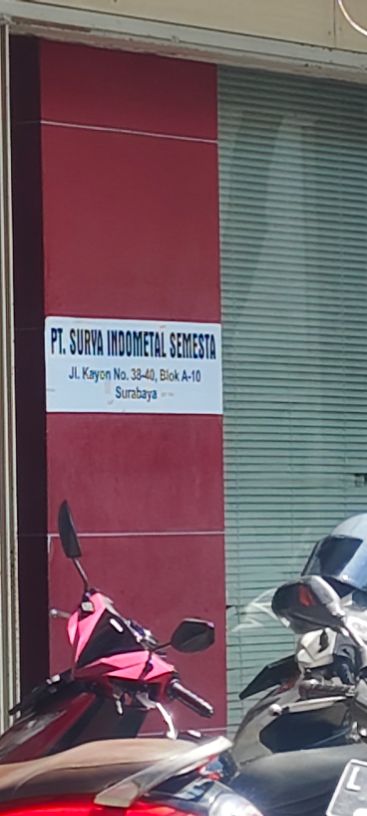 PT. SURYA INDOMETAL SEMESTA
Jl. Kayon No. 38-40, Blok A-10
Surabaya
L